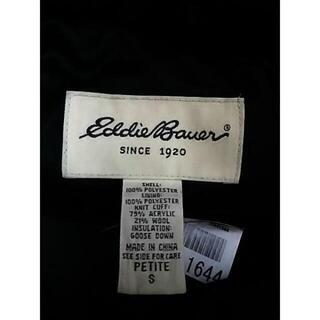 Eddie Bauer®
SINCE 1920
SHELL:
100% POLYESTER
LINING:
100% POLYESTER
KNIT CUFF:
79% ACRYLIC
21% WOOL
INSULATION:
GOOSE DOWN
MADE IN CHINA
SEE SIDE FOR CARE
PETITE
S
1644